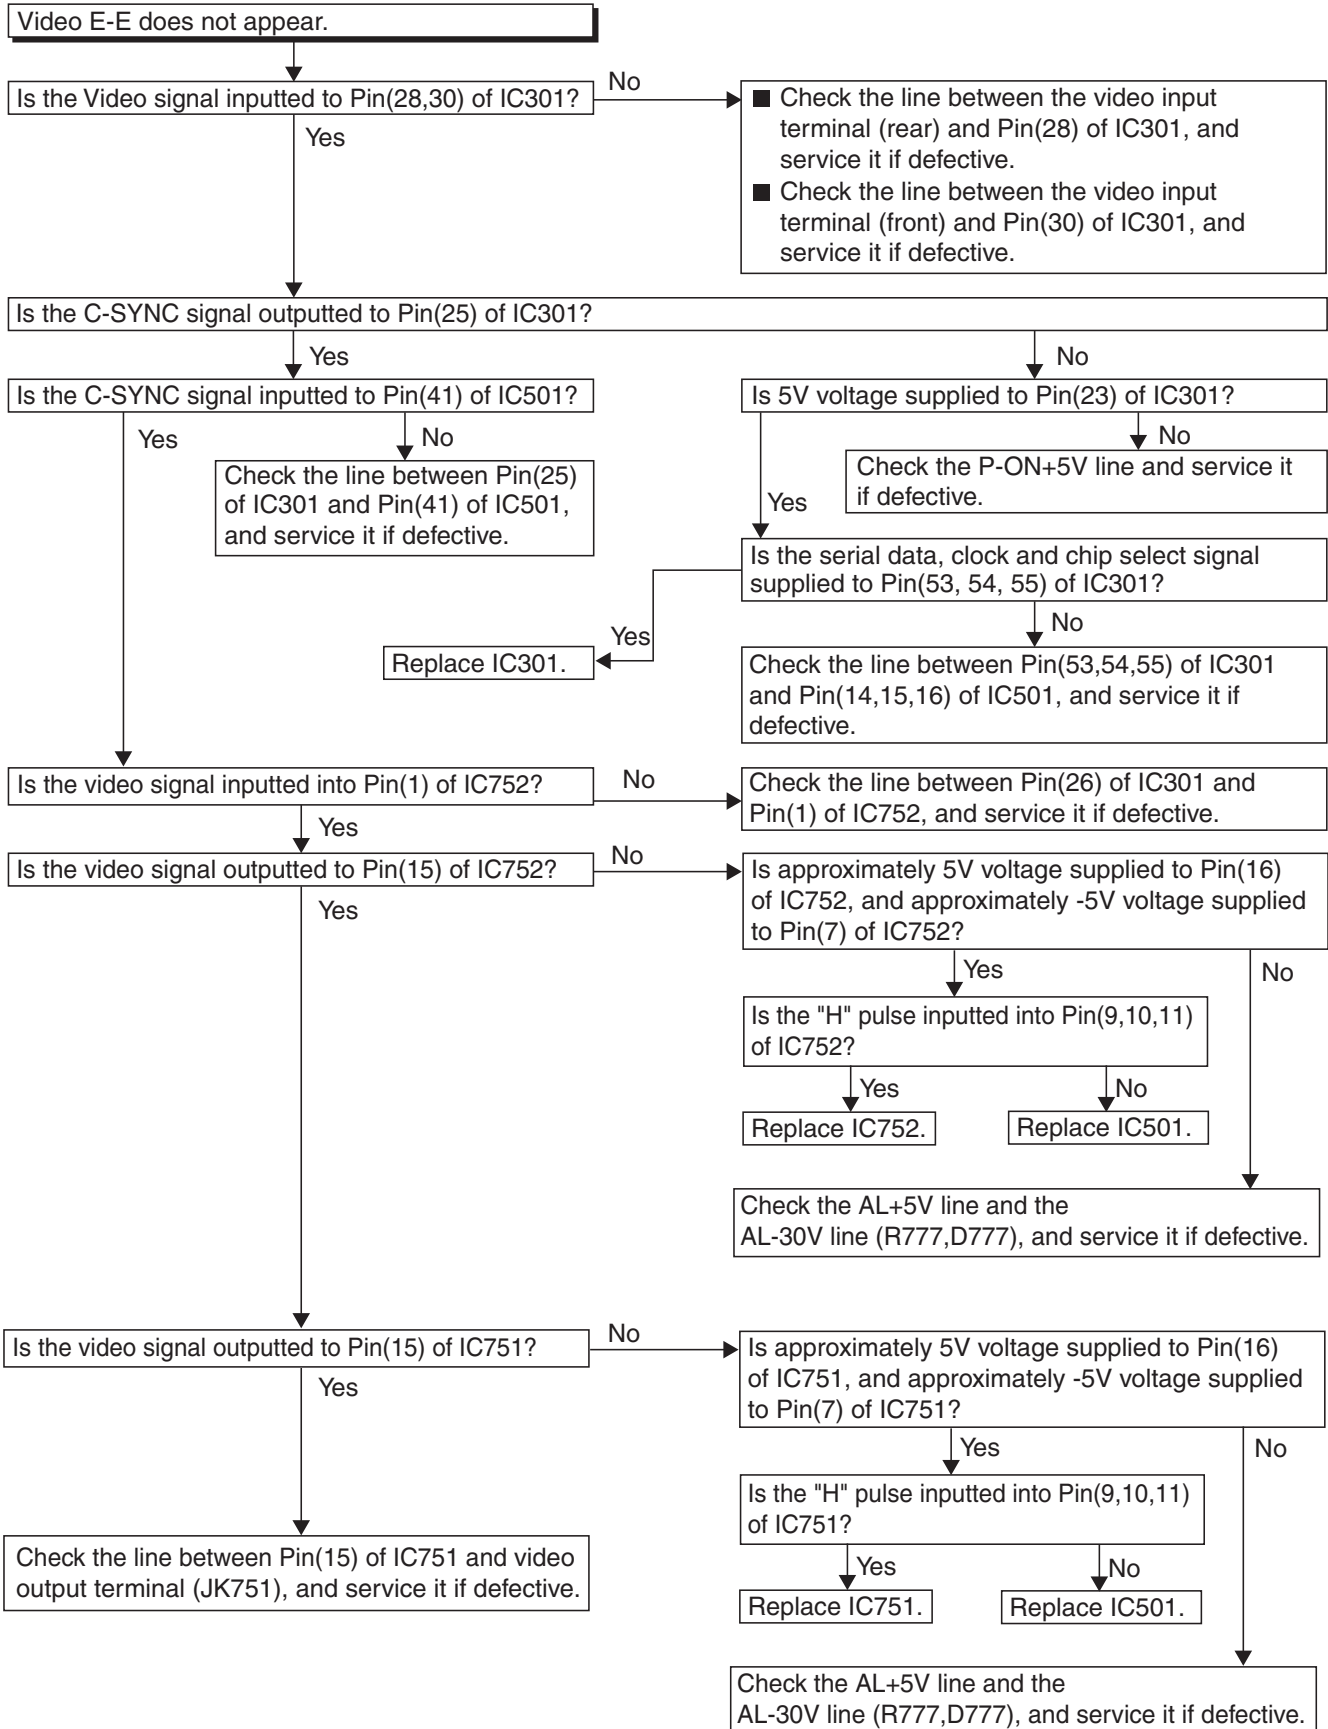 Video E-E does not appear.
Is the Video signal inputted to Pin(28,30) of IC301?
No
■ Check the line between the video input
terminal (rear) and Pin(28) of IC301, and
service it if defective.
■ Check the line between the video input
terminal (front) and Pin(30) of IC301, and
service it if defective.
Yes
Is the C-SYNC signal outputted to Pin(25) of IC301?
Yes
No
Is the C-SYNC signal inputted to Pin(41) of IC501?
Yes
No
Check the line between Pin(25)
of IC301 and Pin(41) of IC501,
and service it if defective.
Is 5V voltage supplied to Pin(23) of IC301?
No
Check the P-ON+5V line and service it
if defective.
Yes
Is the serial data, clock and chip select signal
supplied to Pin(53, 54, 55) of IC301?
Yes
Replace IC301.
No
Check the line between Pin(53,54,55) of IC301
and Pin(14,15,16) of IC501, and service it if
defective.
Is the video signal inputted into Pin(1) of IC752?
No
Check the line between Pin(26) of IC301 and
Pin(1) of IC752, and service it if defective.
Yes
Is the video signal outputted to Pin(15) of IC752?
No
Is approximately 5V voltage supplied to Pin(16)
of IC752, and approximately -5V voltage supplied
to Pin(7) of IC752?
Yes
Yes
No
Is the "H" pulse inputted into Pin(9,10,11)
of IC752?
Yes
No
Replace IC752.
Replace IC501.
Check the AL+5V line and the
AL-30V line (R777,D777), and service it if defective.
Is the video signal outputted to Pin(15) of IC751?
No
Is approximately 5V voltage supplied to Pin(16)
of IC751, and approximately -5V voltage supplied
to Pin(7) of IC751?
Yes
Yes
No
Is the "H" pulse inputted into Pin(9,10,11)
of IC751?
Check the line between Pin(15) of IC751 and video
output terminal (JK751), and service it if defective.
Yes
No
Replace IC751.
Replace IC501.
Check the AL+5V line and the
AL-30V line (R777,D777), and service it if defective.